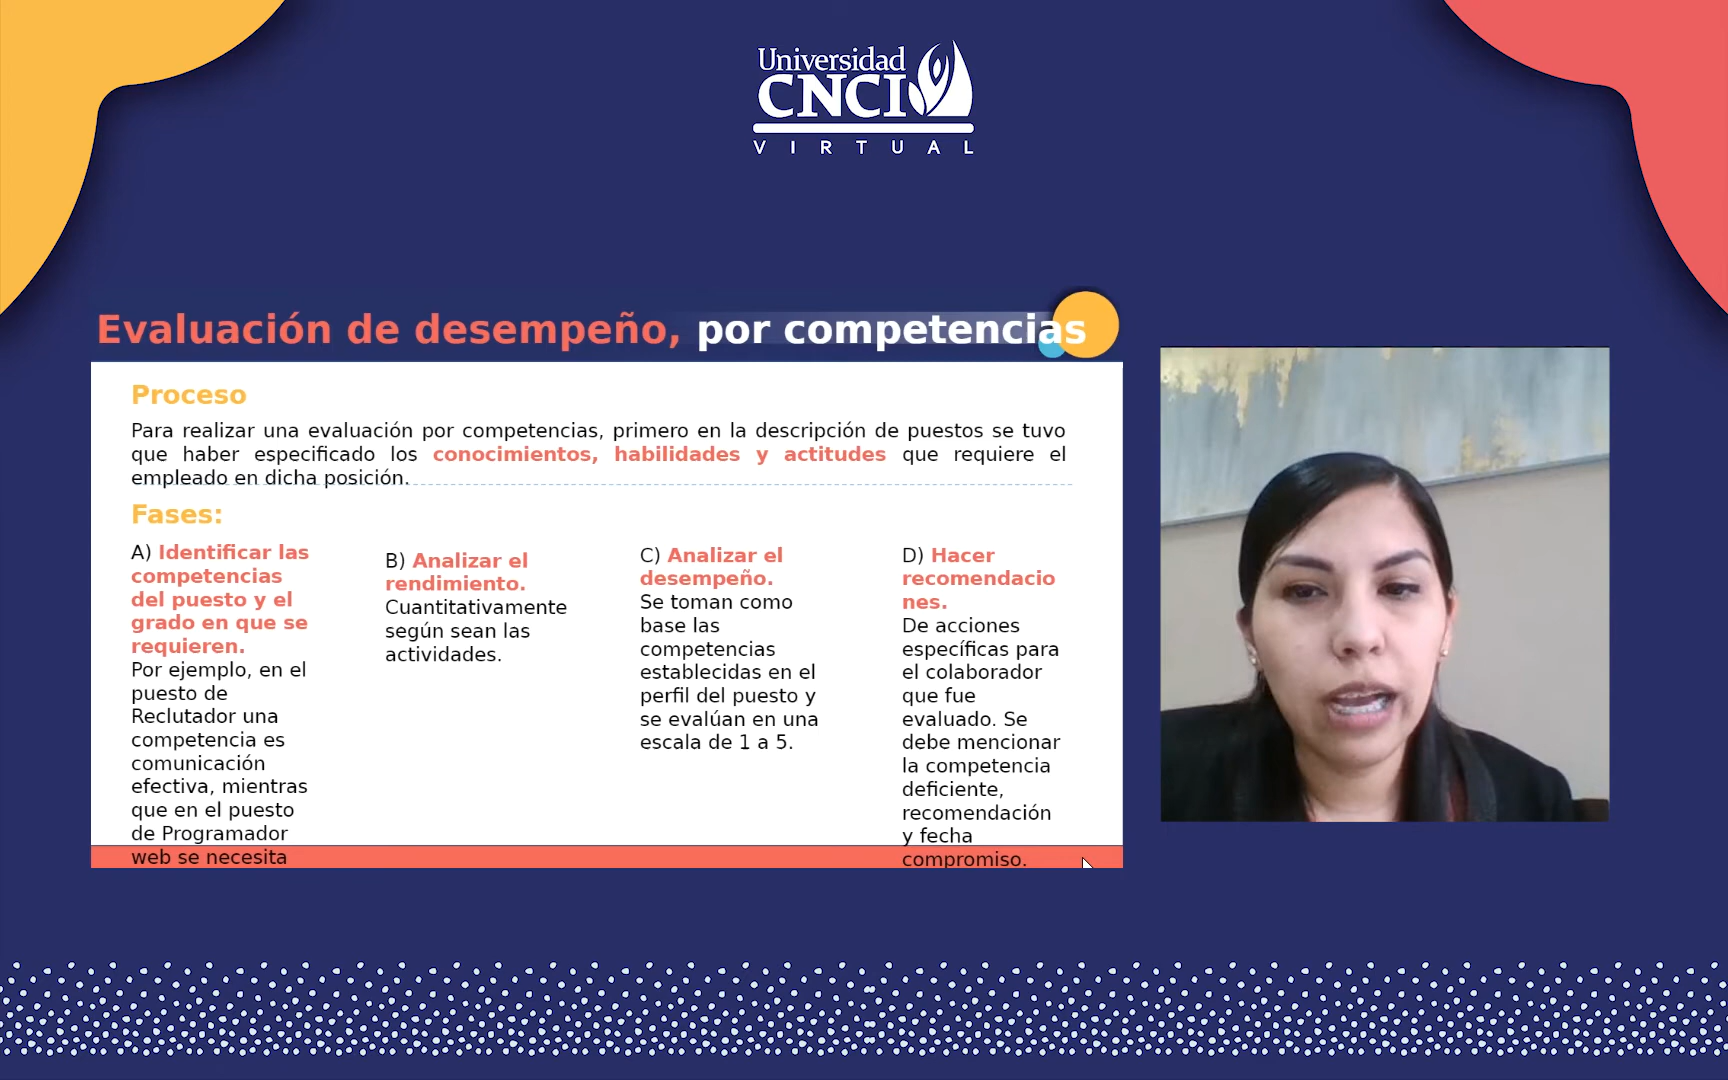 Universidad
CNCI
VIRTUAL
Evaluación de desempeño, por competencias
Proceso
Para realizar una evaluación por competencias, primero en la descripción de puestos se tuvo
que haber especificado los conocimientos, habilidades y actitudes que requiere el
empleado en dicha posición.
Fases:
A) Identificar las
competencias
del puesto y el
grado en que se
requieren.
Por ejemplo, en el
puesto de
Reclutador una
competencia es
comunicación
efectiva, mientras
que en el puesto
de Programador
web se necesita
B) Analizar el
rendimiento.
Cuantitativamente
según sean las
actividades.
C) Analizar el
desempeño.
Se toman como
base las
competencias
establecidas en el
perfil del puesto y
se evalúan en una
escala de 1 a 5.
D) Hacer
recomendacio
nes.
De acciones
específicas para
el colaborador
que fue
evaluado. Se
debe mencionar
la competencia
deficiente,
recomendación
y fecha
compromiso.